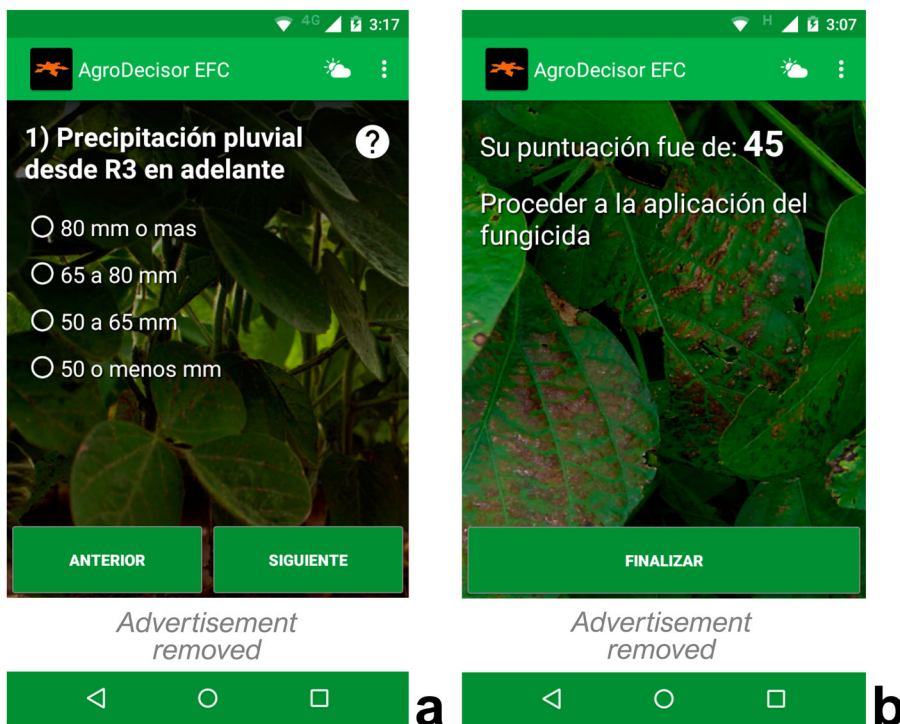 4G 3:17
AgroDecisor EFC
1) Precipitación pluvial
desde R3 en adelante
?
80 mm o mas
65 a 80 mm
50 a 65 mm
50 o menos mm
ANTERIOR
SIGUIENTE
Advertisement
removed
a
H 3:07
AgroDecisor EFC
Su puntuación fue de: 45
Proceder a la aplicación del
fungicida
FINALIZAR
Advertisement
removed
b